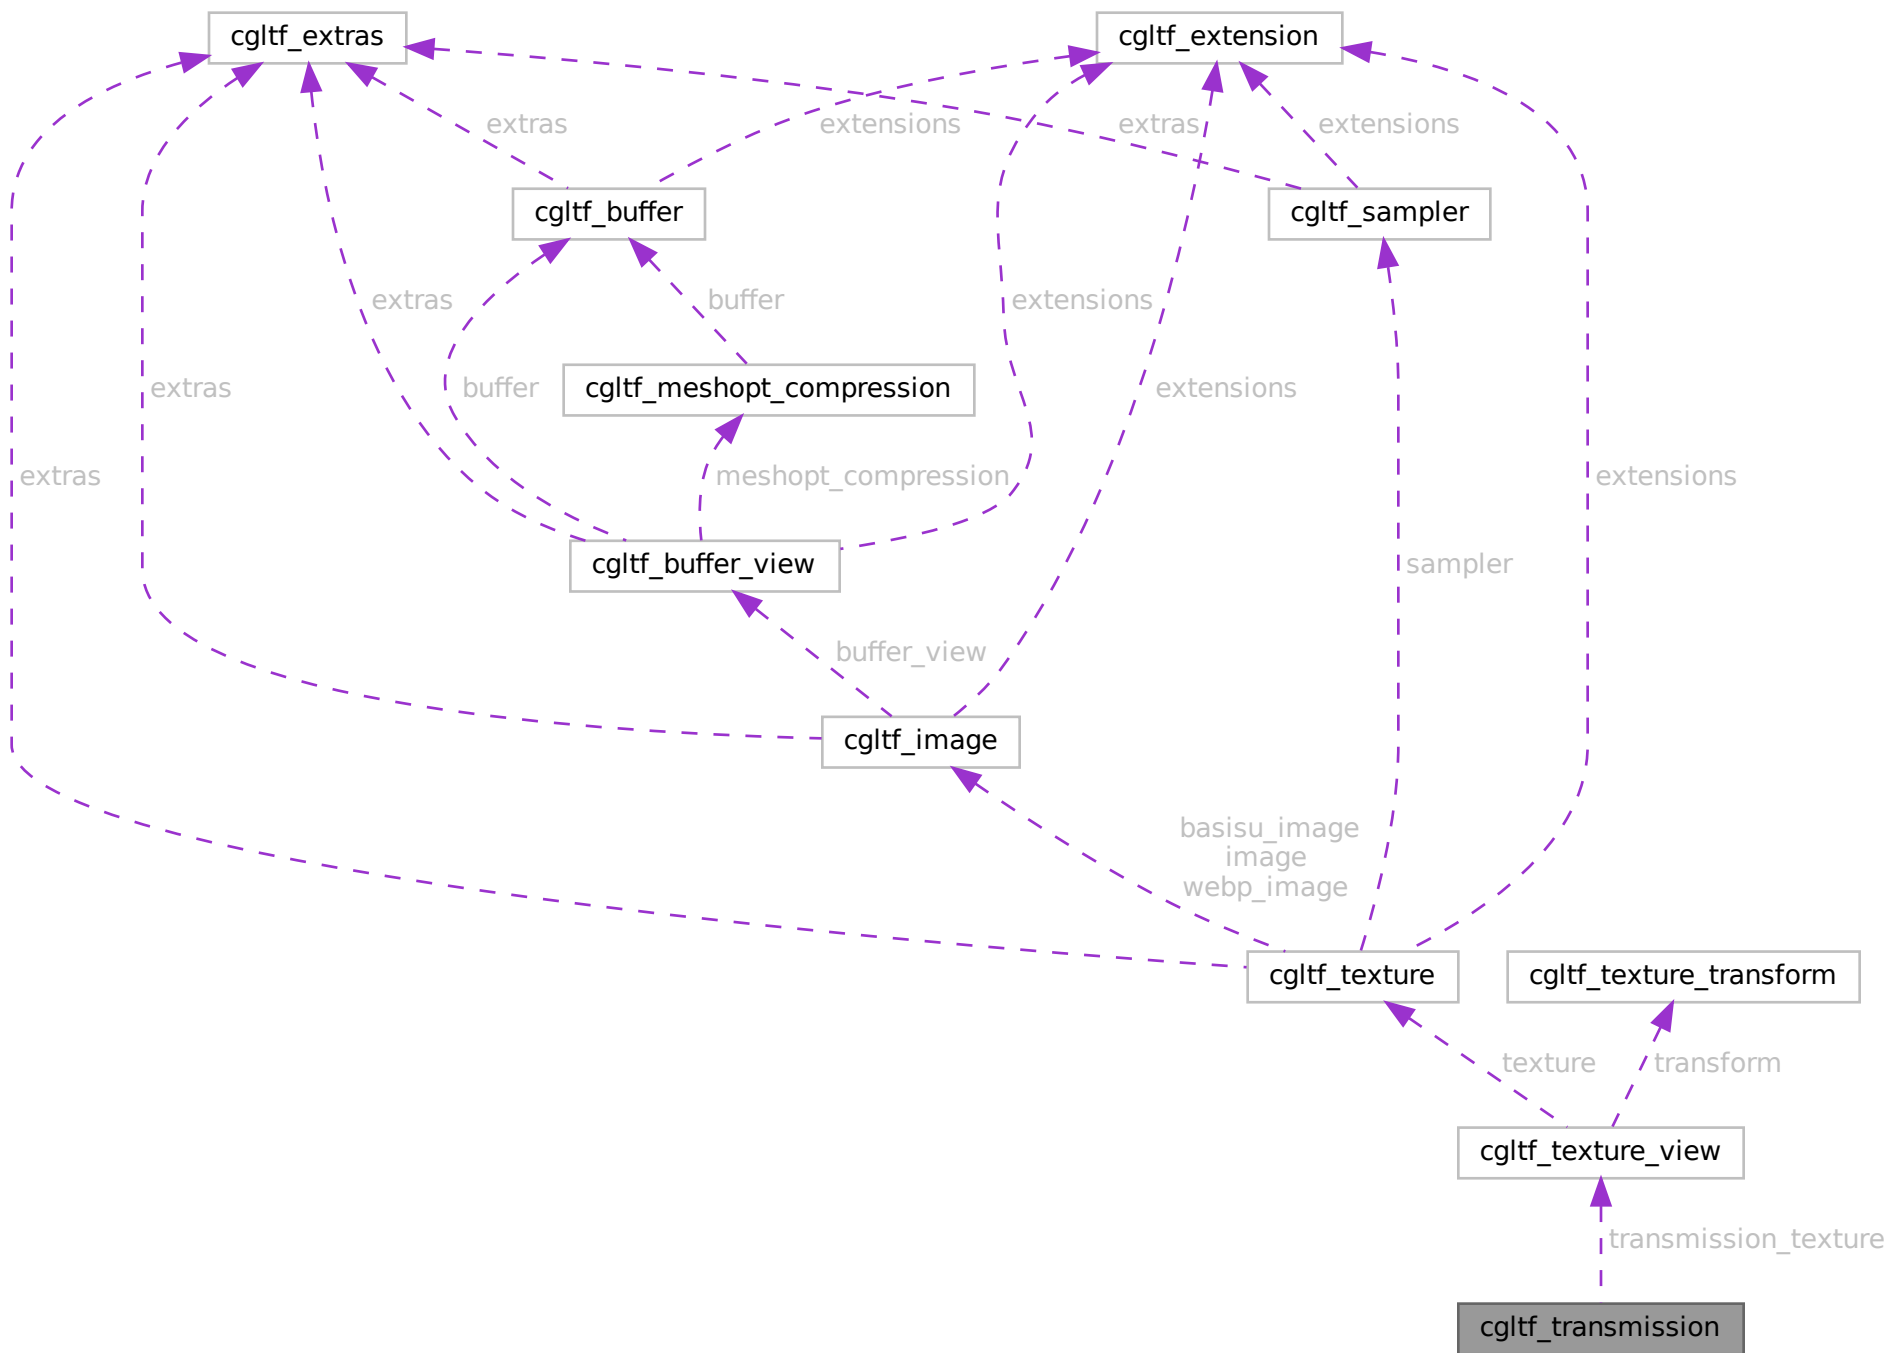 cgltf_extras
cgltf_extension
extras
extensions
extras
extensions
cgltf_buffer
cgltf_sampler
extras
buffer
extensions
extras
buffer
cgltf_meshopt_compression
extensions
extras
meshopt_compression
extensions
cgltf_buffer_view
sampler
buffer_view
cgltf_image
basisu_image
image
webp_image
cgltf_texture
cgltf_texture_transform
texture
transform
cgltf_texture_view
transmission_texture
cgltf_transmission